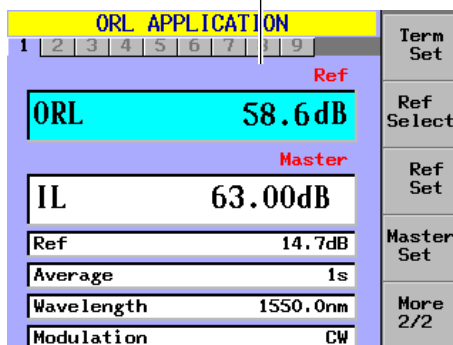 ORL APPLICATION
1 2 3 4 5 6 7 8 9
Ref
ORL 58.6dB
Master
IL 63.00dB
Ref 14.7dB
Average 1s
Wavelength 1550.0nm
Modulation CW
Term
Set
Ref
Select
Ref
Set
Master
Set
More
2/2